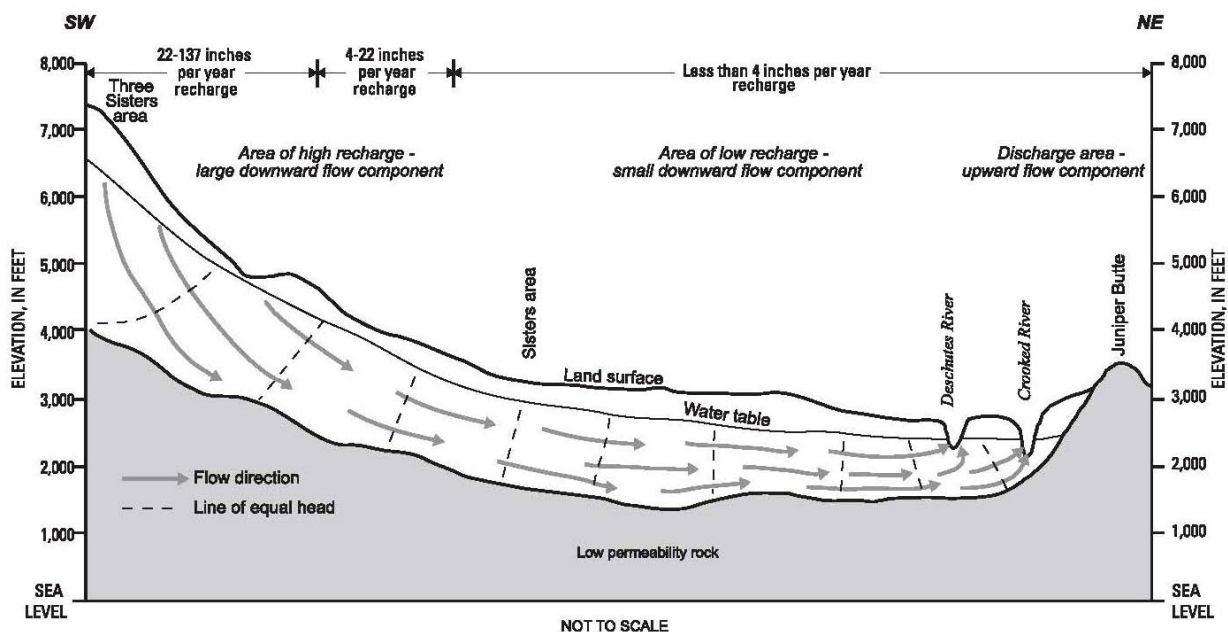 SW
NE
22-137 inches
per year
recharge
4-22 inches
per year
recharge
Less than 4 inches per year
recharge
8,000
7,000
6,000
5,000
4,000
3,000
2,000
1,000
SEA
LEVEL
ELEVATION, IN FEET
Three
Sisters
area
Area of high recharge -
large downward flow component
Area of low recharge -
small downward flow component
Discharge area -
upward flow component
Sisters area
Land surface
Water table
Deschutes River
Crooked River
Juniper Butte
Flow direction
Line of equal head
Low permeability rock
8,000
7,000
6,000
5,000
4,000
3,000
2,000
1,000
SEA
LEVEL
ELEVATION, IN FEET
NOT TO SCALE